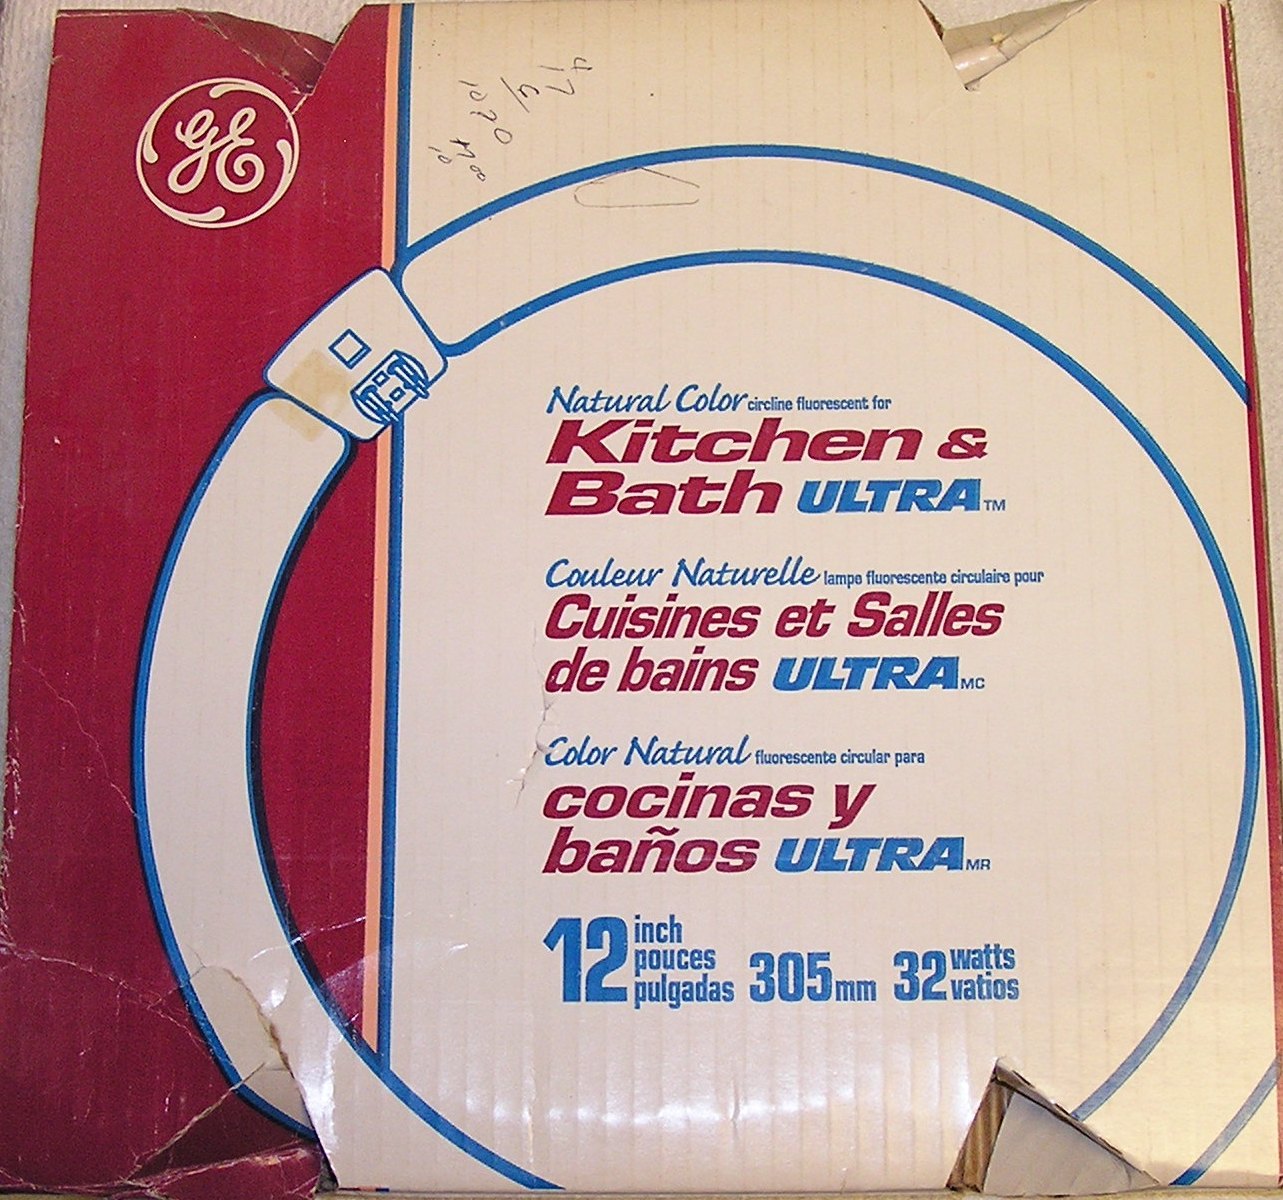 GE
Natural Color circline fluorescent for
Kitchen &
Bath ULTRA TM
Couleur Naturelle lampe fluorescente circulaire pour
Cuisines et Salles
de bains ULTRA MC
Color Natural fluorescente circular para
cocinas y
baños ULTRA MR
12 inch
pouces
pulgadas
305mm
32 watts
vatios